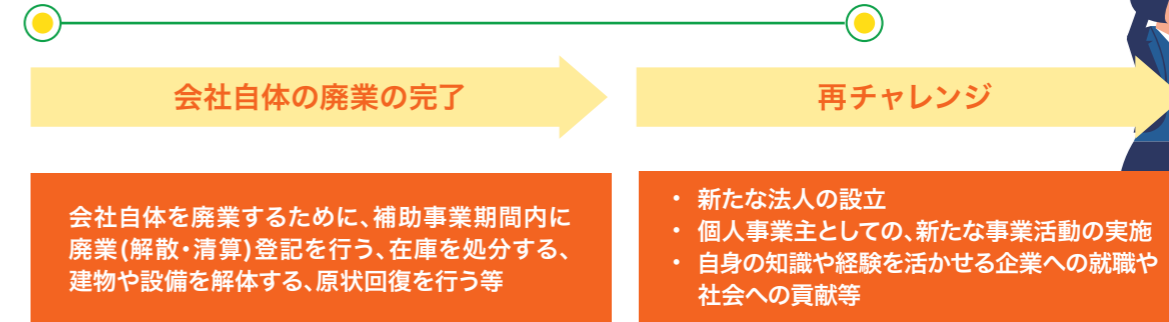 会社自体の廃業の完了
再チャレンジ
会社自体を廃業するために、補助事業期間内に
廃業(解散・清算)登記を行う、在庫を処分する、
建物や設備を解体する、原状回復を行う等
・ 新たな法人の設立
・ 個人事業主としての、新たな事業活動の実施
・ 自身の知識や経験を活かせる企業への就職や
社会への貢献等